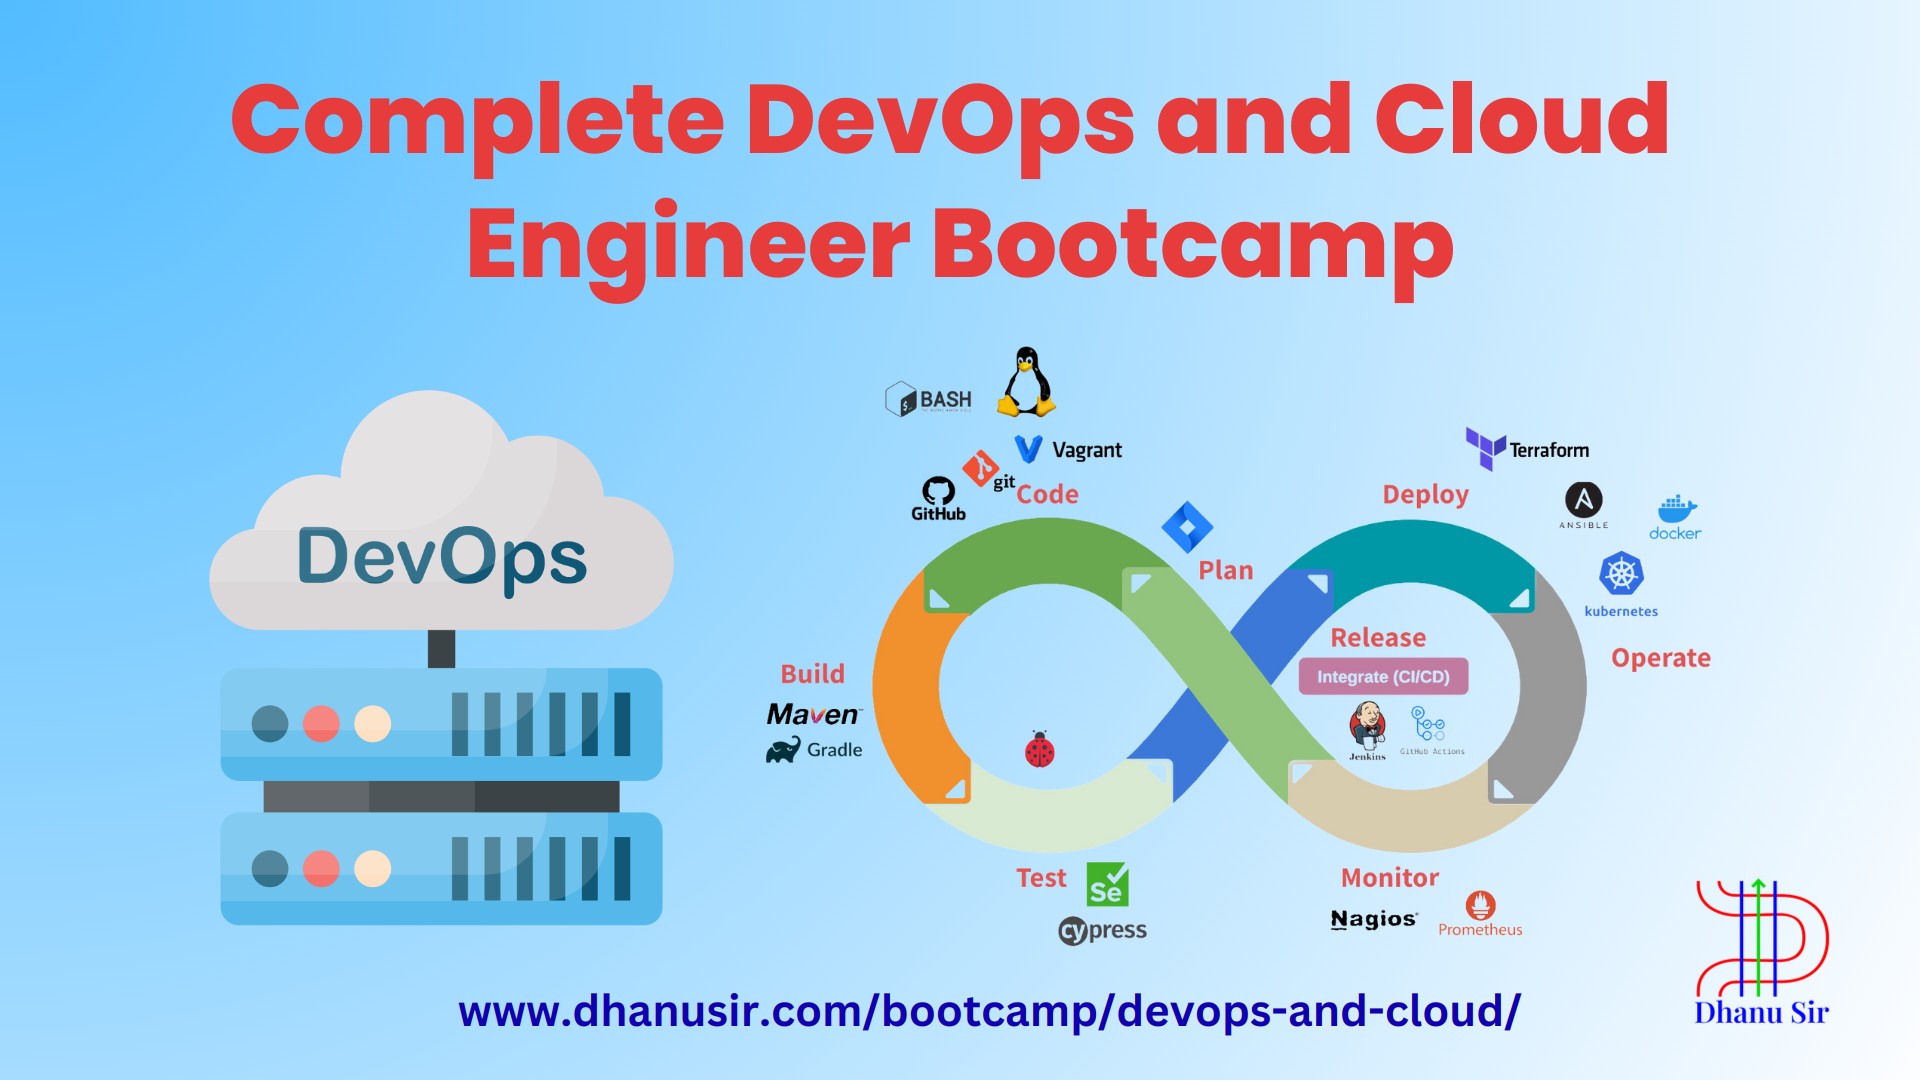 Complete DevOps and Cloud
Engineer Bootcamp
DevOps
BASH
Vagrant
git
GitHub
Code
Plan
Build
Maven
Gradle
Test
Se
cypress
Deploy
Terraform
ANSIBLE
docker
kubernetes
Operate
Release
Integrate (CI/CD)
Jenkins
GitHub Actions
Monitor
Nagios
Prometheus
www.dhanusir.com/bootcamp/devops-and-cloud/
Dhanu Sir